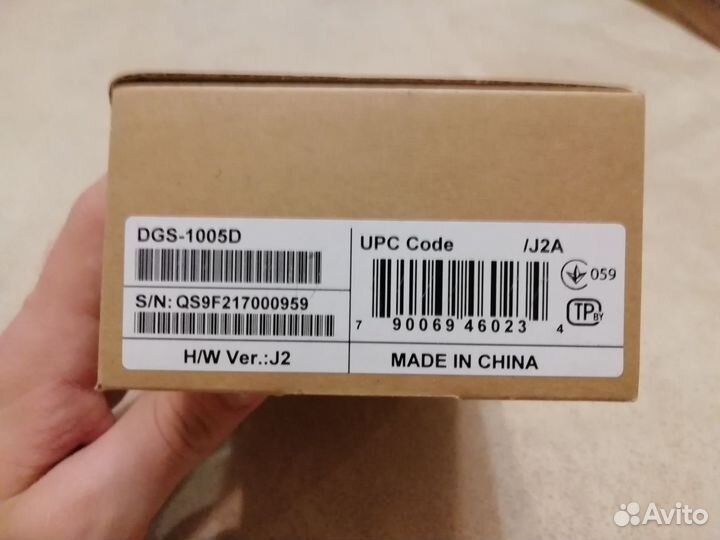 DGS-1005D
S/N: QS9F217000959
H/W Ver.:J2
UPC Code /J2A
7 90069 46023 4
MADE IN CHINA
059
TP BY
Avito